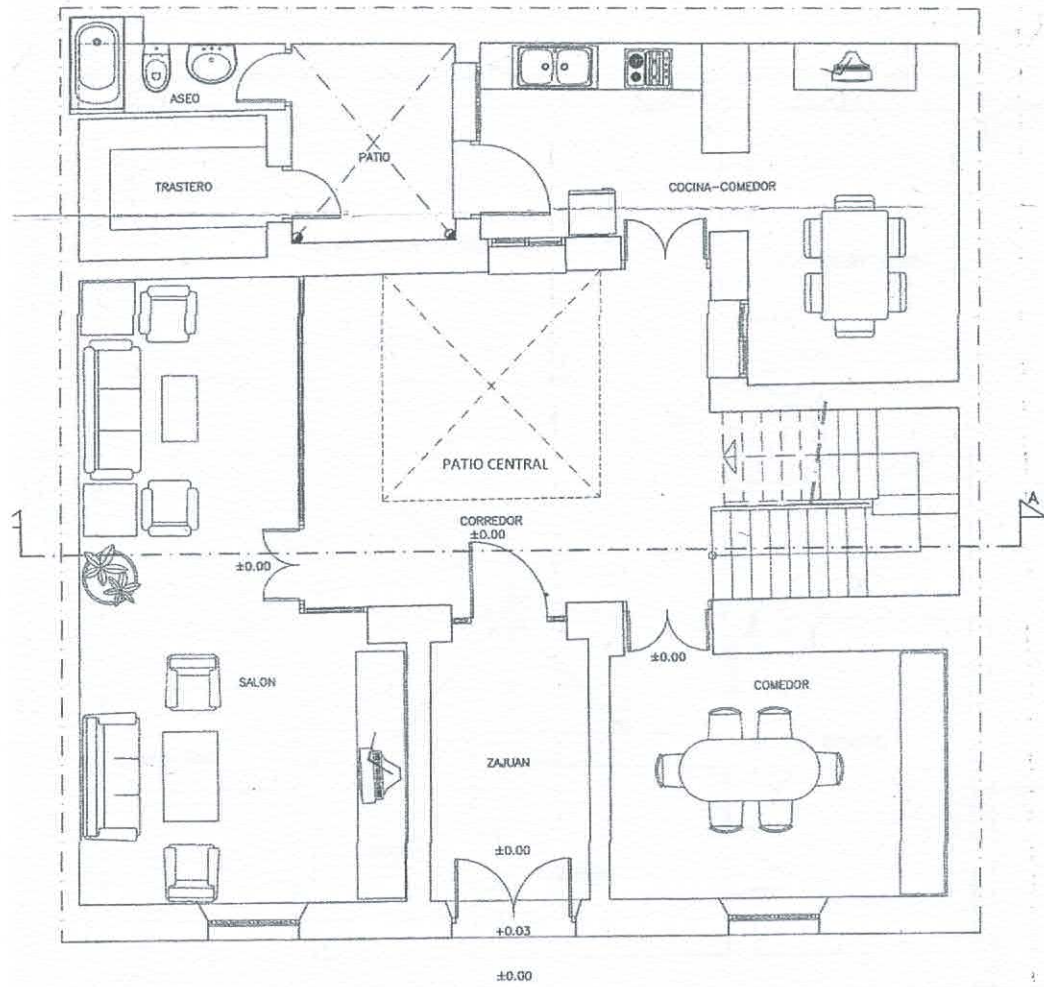 ASEO
PATIO
TRASTERO
COCINA-COMEDOR
PATIO CENTRAL
A
CORREDOR
±0.00
±0.00
±0.00
SALON
COMEDOR
ZAJUAN
±0.00
+0.03
±0.00